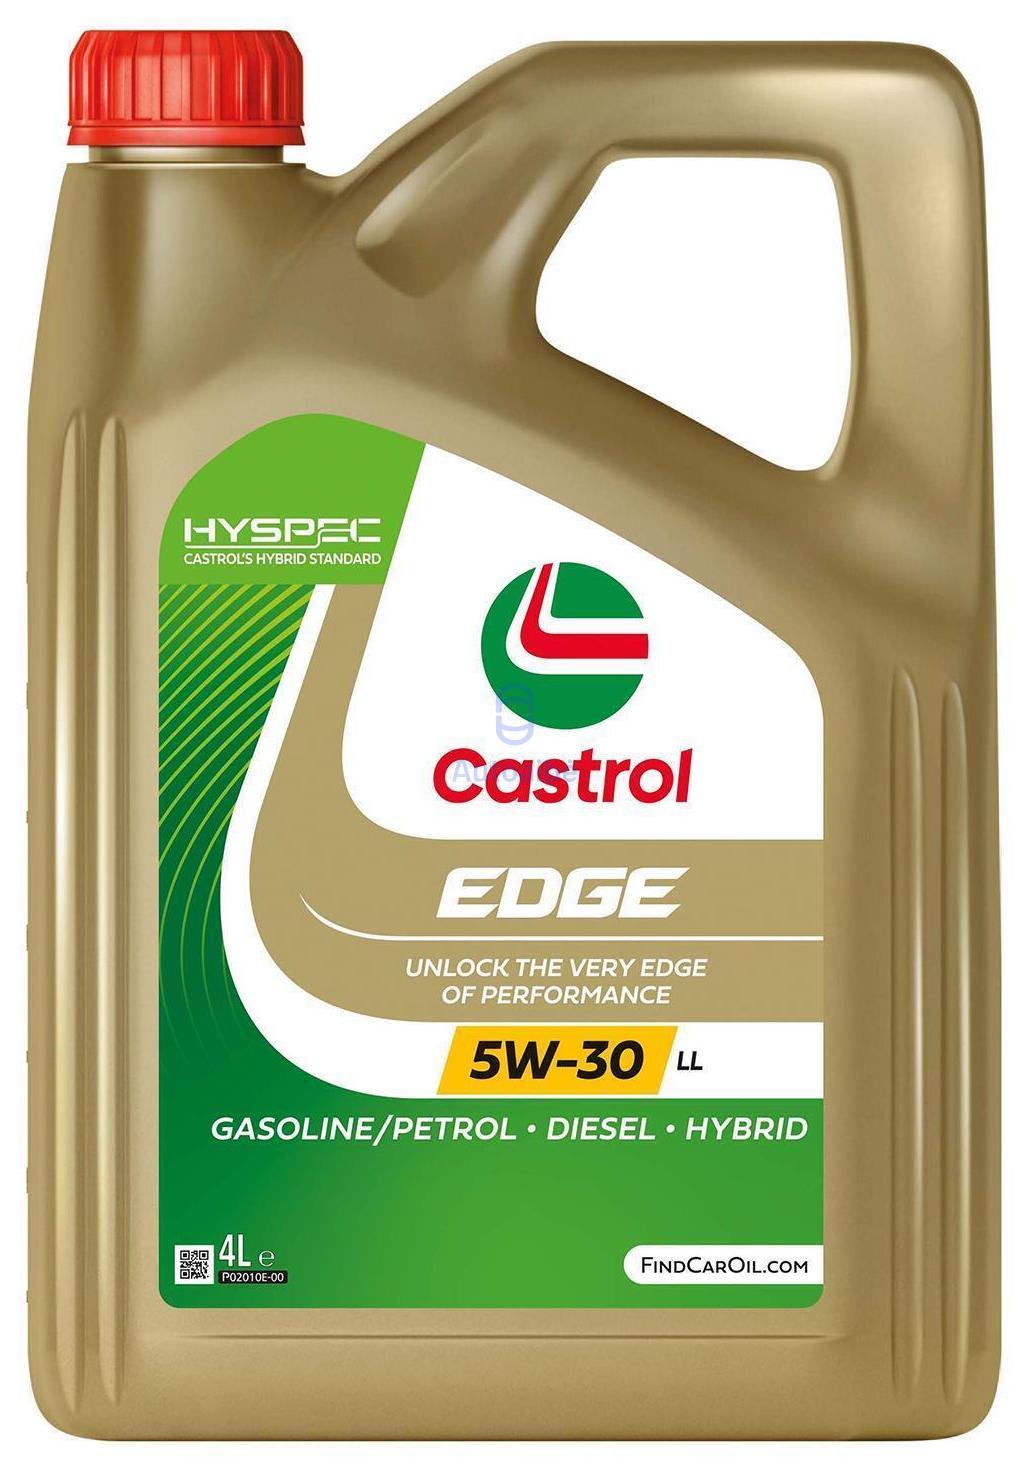 HYSPEC
CASTROL'S HYBRID STANDARD
Castrol
EDGE
UNLOCK THE VERY EDGE
OF PERFORMANCE
5W-30 LL
GASOLINE/PETROL • DIESEL • HYBRID
4L e
P02010E-00
FINDCAROIL.COM